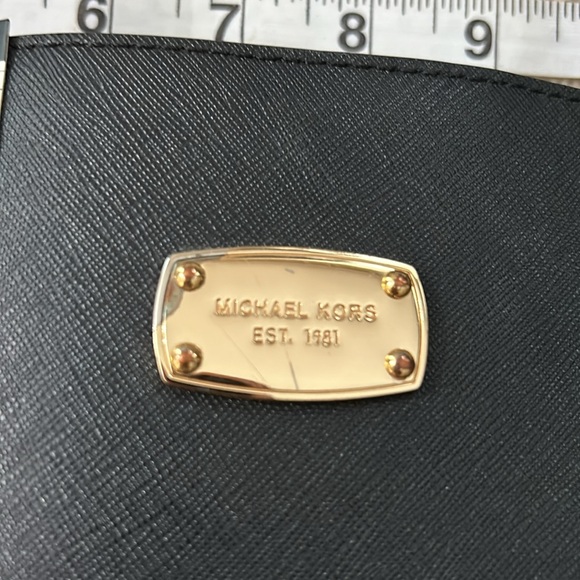 6 7 8 9
MICHAEL KORS
EST. 1981